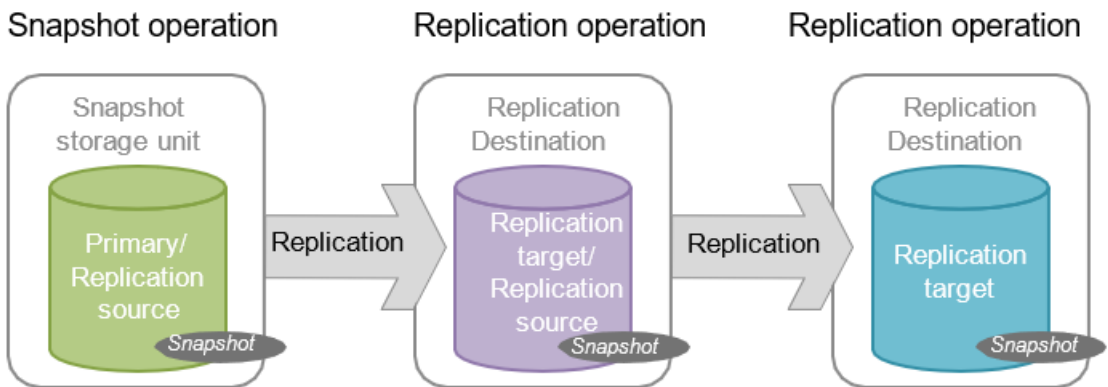 Snapshot operation
Replication operation
Replication operation
Snapshot
storage unit
Primary/
Replication
source
Snapshot
Replication
Replication
Destination
Replication
target/
Replication
source
Snapshot
Replication
Replication
Destination
Replication
target
Snapshot